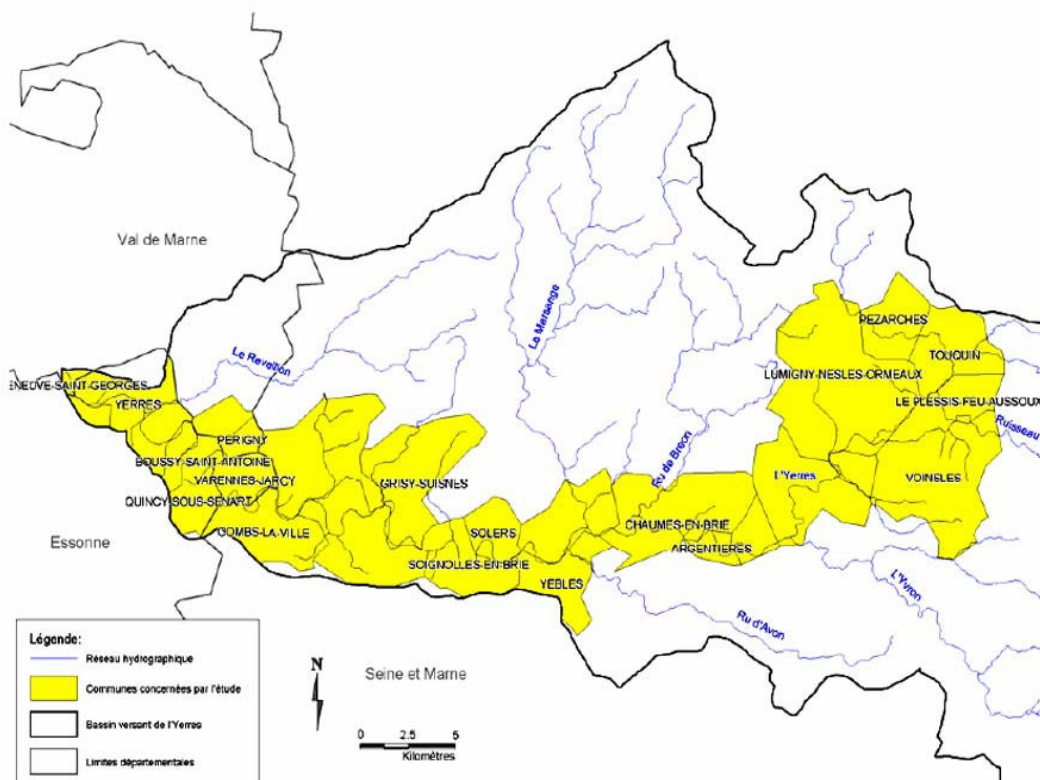 Val de Marne
PEZARCHES
La Marsange
TOUQUIN
Le Reveillon
LUMIGNY-NESLES-ORMEAUX
ENEUVE-SAINT-GEORGES
YERRES
LE PLESSIS-FEU-AUSSOUX
Ruisseau
PERIGNY
Ru de Breon
BOUSSY-SAINT-ANTOINE
VARENNES-JARCY
GRISY-SUISNES
L'Yerres
VOINSLES
QUINCY-SOUS-SENART
CHAUMES-EN-BRIE
COMBS-LA-VILLE
SOLERS
Essonne
ARGENTIERES
SOIGNOLLES-EN-BRIE
YEBLES
L'Yvron
Ru d'Avon
Légende:
Réseau hydrographique
Communes concernées par l'étude
Bassin versant de l'Yerres
Limites départementales
N
Seine et Marne
0 2.5 5
Kilomètres